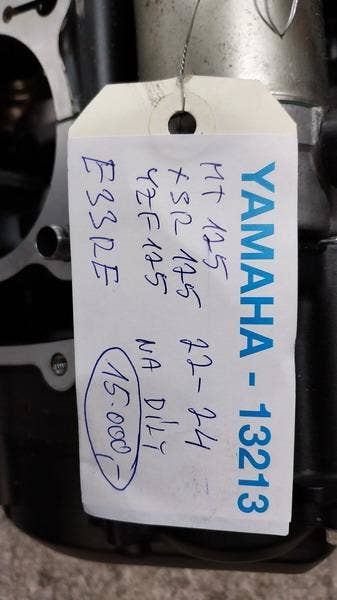 YAMAHA - 13213
MT 125
XSR 125 22-24
YZF 125 NA DÍLY
E33RE 15.000,-